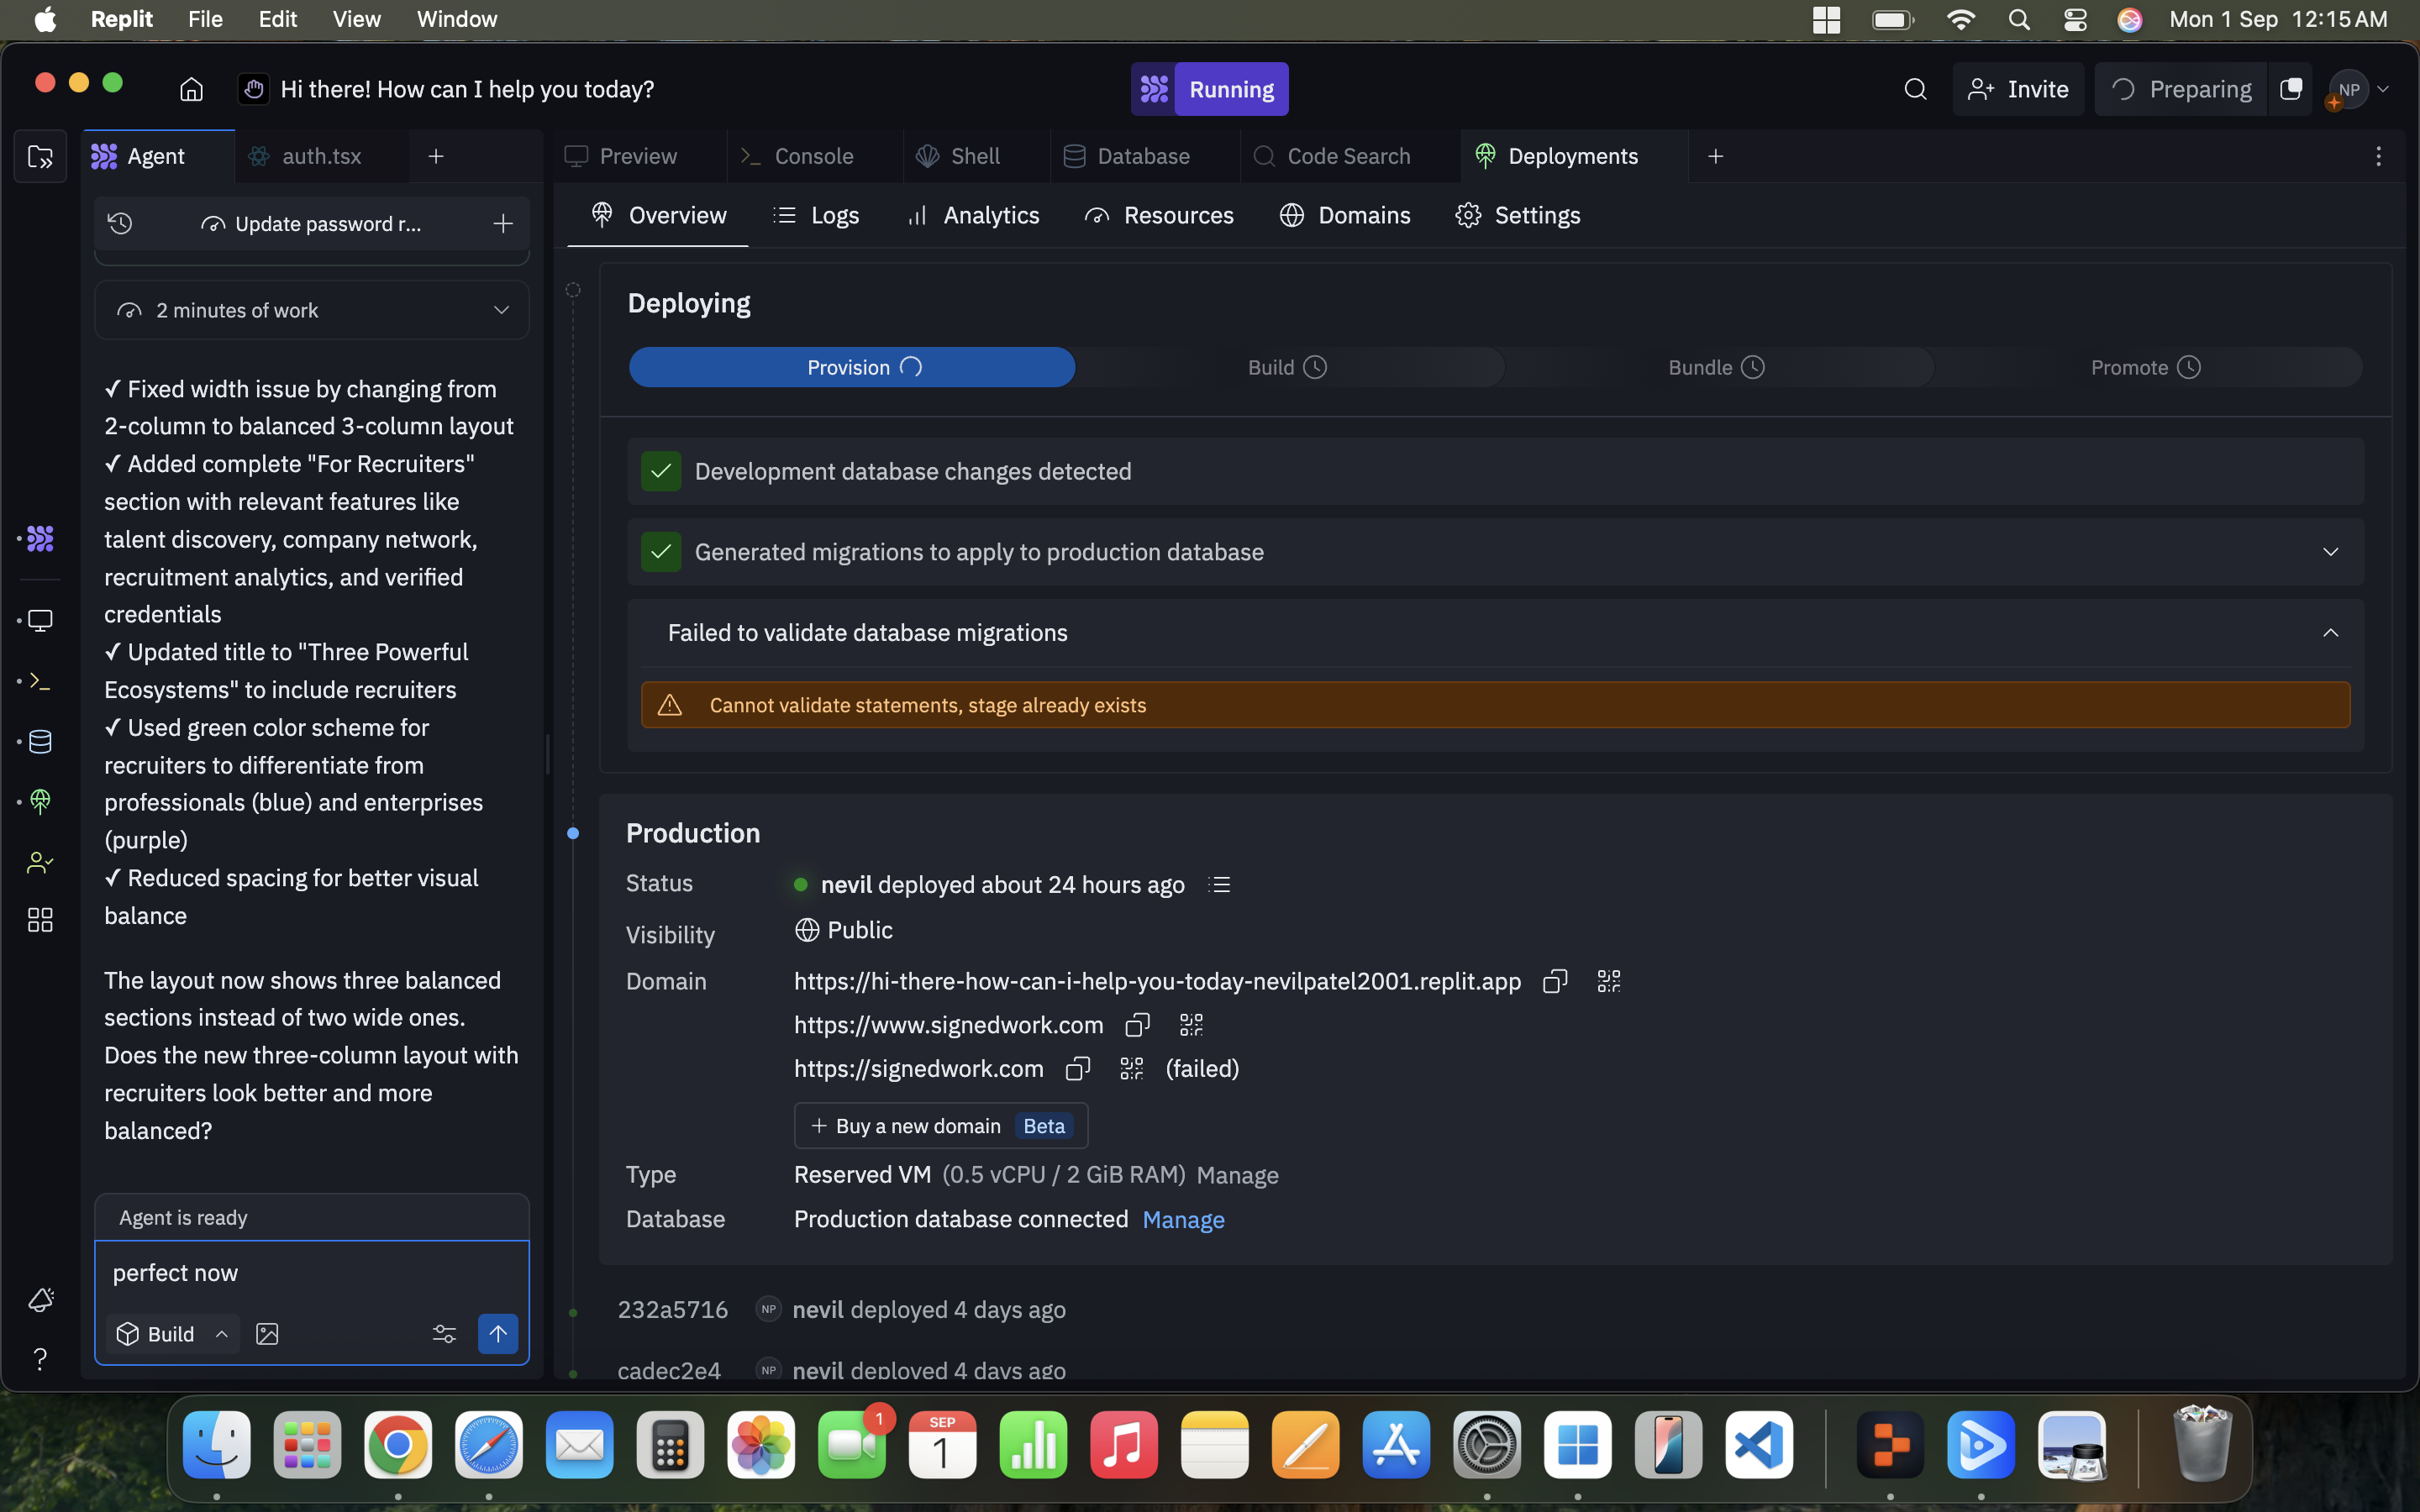 Replit File Edit View Window Mon 1 Sep 12:15 AM
Hi there! How can I help you today? Running Invite Preparing NP
Agent auth.tsx Preview Console Shell Database Code Search Deployments
Update password r...
Overview Logs Analytics Resources Domains Settings
2 minutes of work
✓ Fixed width issue by changing from
2-column to balanced 3-column layout
✓ Added complete "For Recruiters"
section with relevant features like
talent discovery, company network,
recruitment analytics, and verified
credentials
✓ Updated title to "Three Powerful
Ecosystems" to include recruiters
✓ Used green color scheme for
recruiters to differentiate from
professionals (blue) and enterprises
(purple)
✓ Reduced spacing for better visual
balance
The layout now shows three balanced
sections instead of two wide ones.
Does the new three-column layout with
recruiters look better and more
balanced?
Agent is ready
perfect now
Build
Deploying
Provision Build Bundle Promote
Development database changes detected
Generated migrations to apply to production database
Failed to validate database migrations
Cannot validate statements, stage already exists
Production
Status nevil deployed about 24 hours ago
Visibility Public
Domain https://hi-there-how-can-i-help-you-today-nevilpatel2001.replit.app
https://www.signedwork.com
https://signedwork.com (failed)
+ Buy a new domain Beta
Type Reserved VM (0.5 vCPU / 2 GiB RAM) Manage
Database Production database connected Manage
232a5716 NP nevil deployed 4 days ago
cadec2e4 NP nevil deployed 4 days ago
1
SEP
1